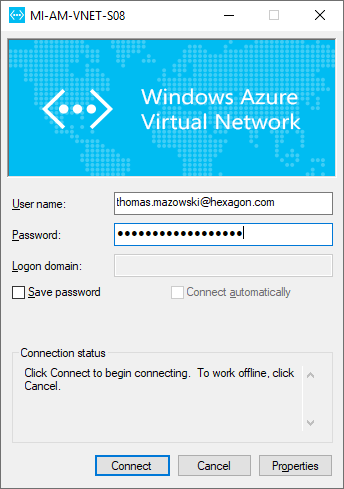 MI-AM-VNET-S08
Windows Azure
Virtual Network
User name:
thomas.mazowski@hexagon.com
Password:
●●●●●●●●●●●●●●●●●●
Logon domain:
Save password
Connect automatically
Connection status
Click Connect to begin connecting. To work offline, click
Cancel.
Connect
Cancel
Properties